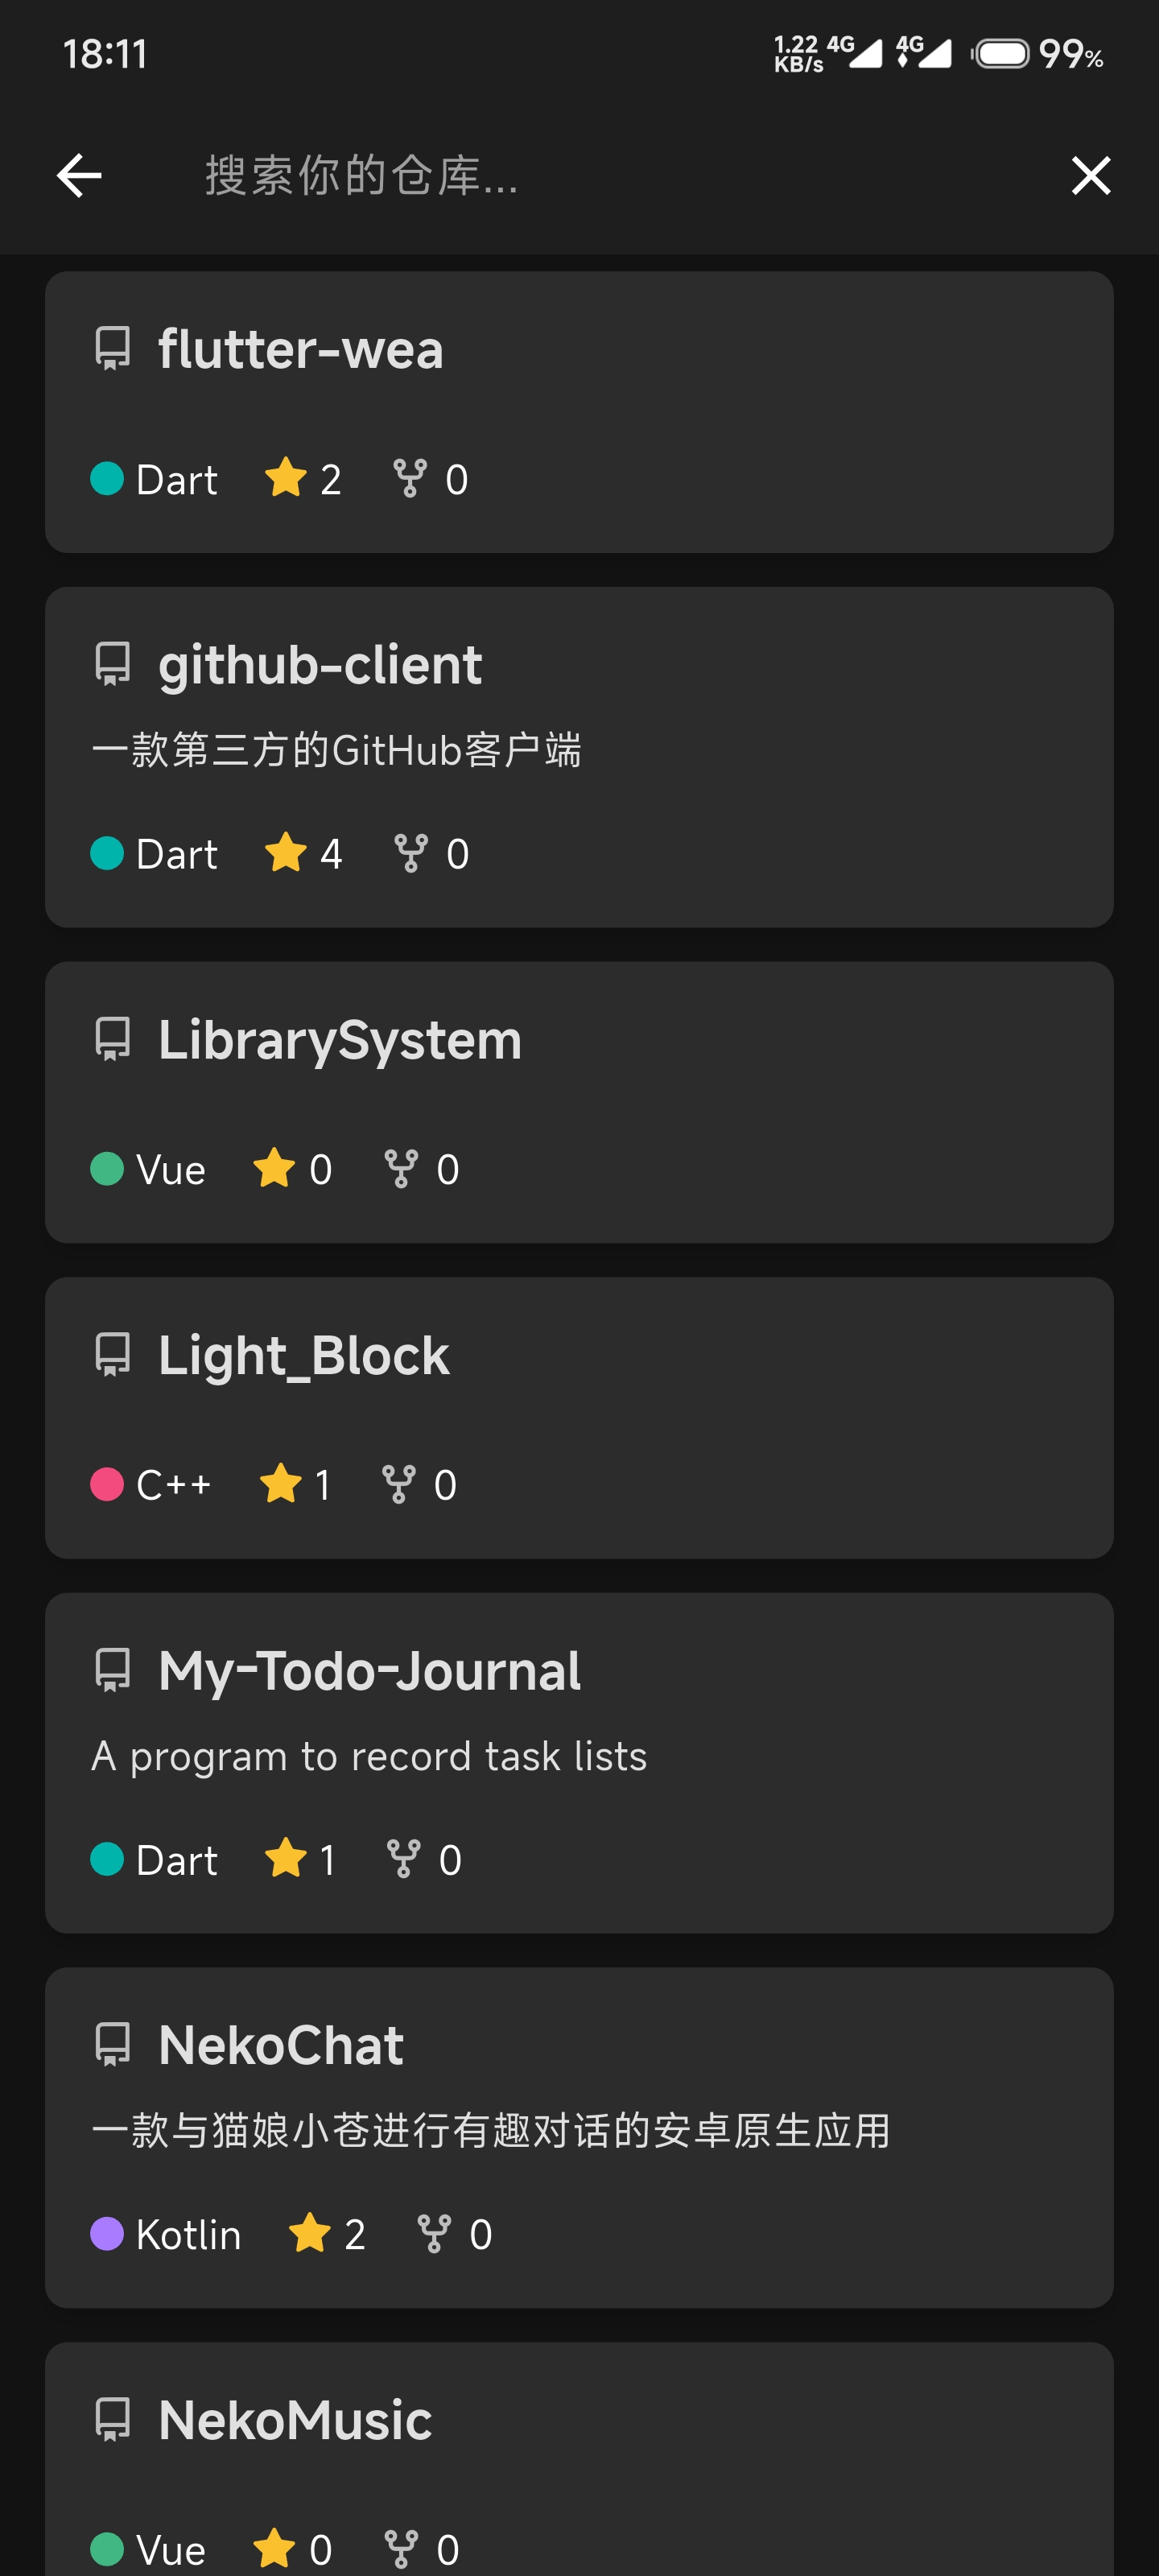 18:11 1.22 KB/s 4G 4G 99%
搜索你的仓库...
flutter-wea
Dart 2 0
github-client
一款第三方的GitHub客户端
Dart 4 0
LibrarySystem
Vue 0 0
Light_Block
C++ 1 0
My-Todo-Journal
A program to record task lists
Dart 1 0
NekoChat
一款与猫娘小苍进行有趣对话的安卓原生应用
Kotlin 2 0
NekoMusic
Vue 0 0